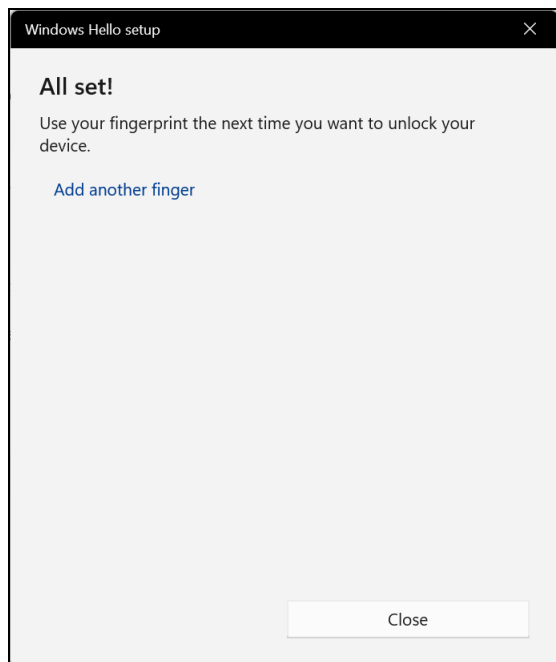 Windows Hello setup
All set!
Use your fingerprint the next time you want to unlock your
device.
Add another finger
Close